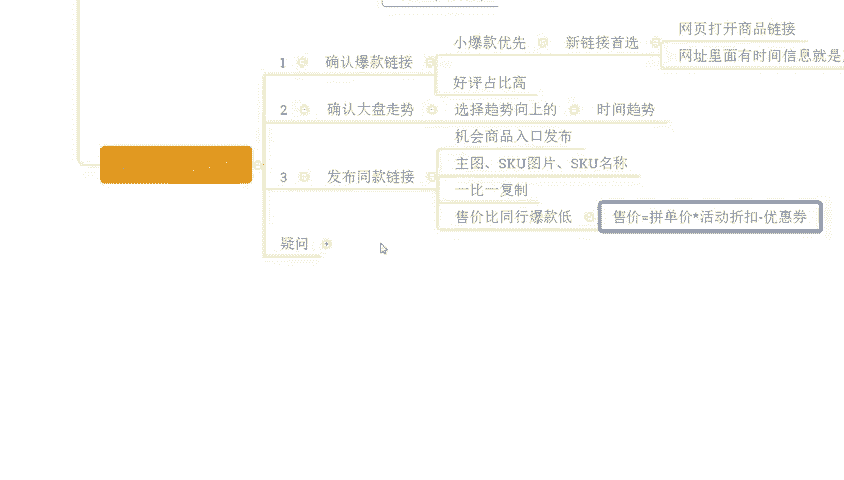 网页打开商品链接
小爆款优先 新链接首选
网址里面有时间信息就是
1 确认爆款链接
好评占比高
2 确认大盘走势 选择趋势向上的 时间趋势
机会商品入口发布
主图、SKU图片、SKU名称
3 发布同款链接
一比一复制
售价比同行爆款低 售价=拼单价*活动折扣-优惠券
疑问